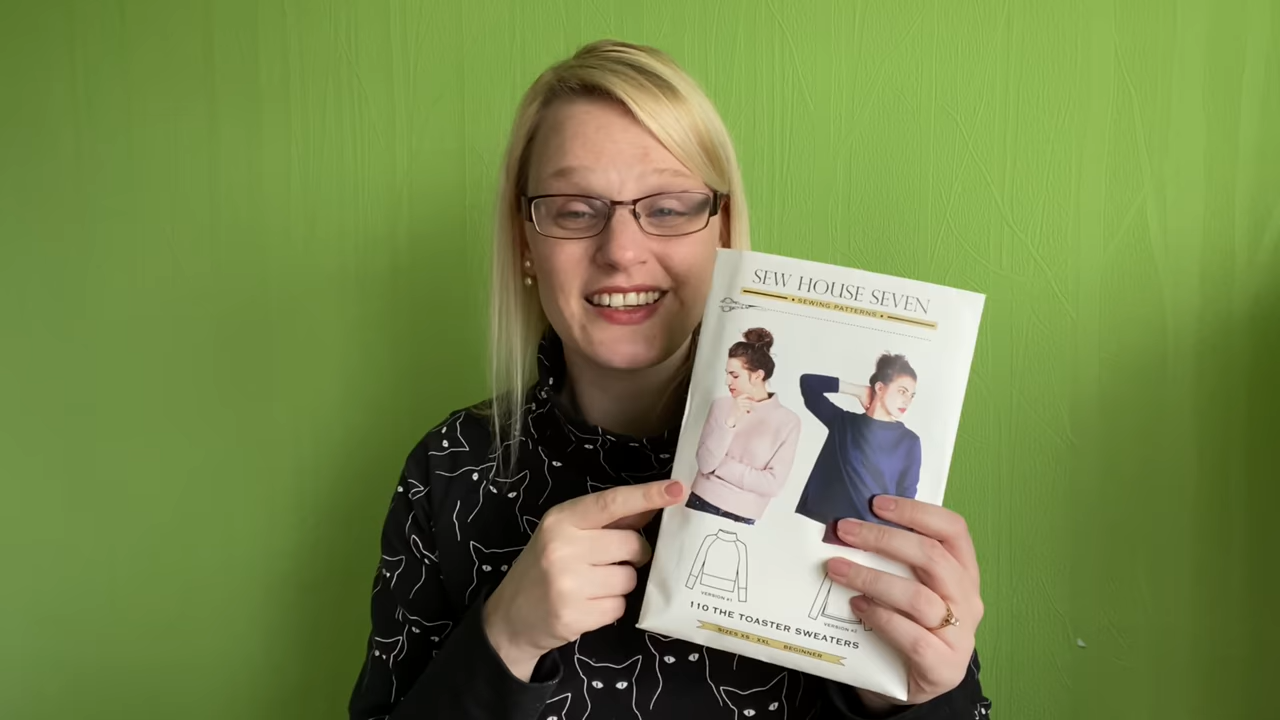 SEW HOUSE SEVEN
• SEWING PATTERNS •
VERSION #1
VERSION #2
110 THE TOASTER SWEATERS
SIZES XS - XXL BEGINNER